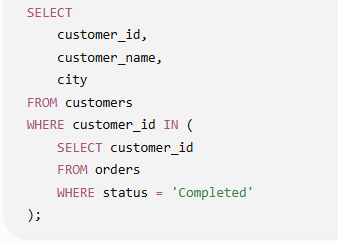 SELECT
    customer_id,
    customer_name,
    city
FROM customers
WHERE customer_id IN (
    SELECT customer_id
    FROM orders
    WHERE status = 'Completed'
);